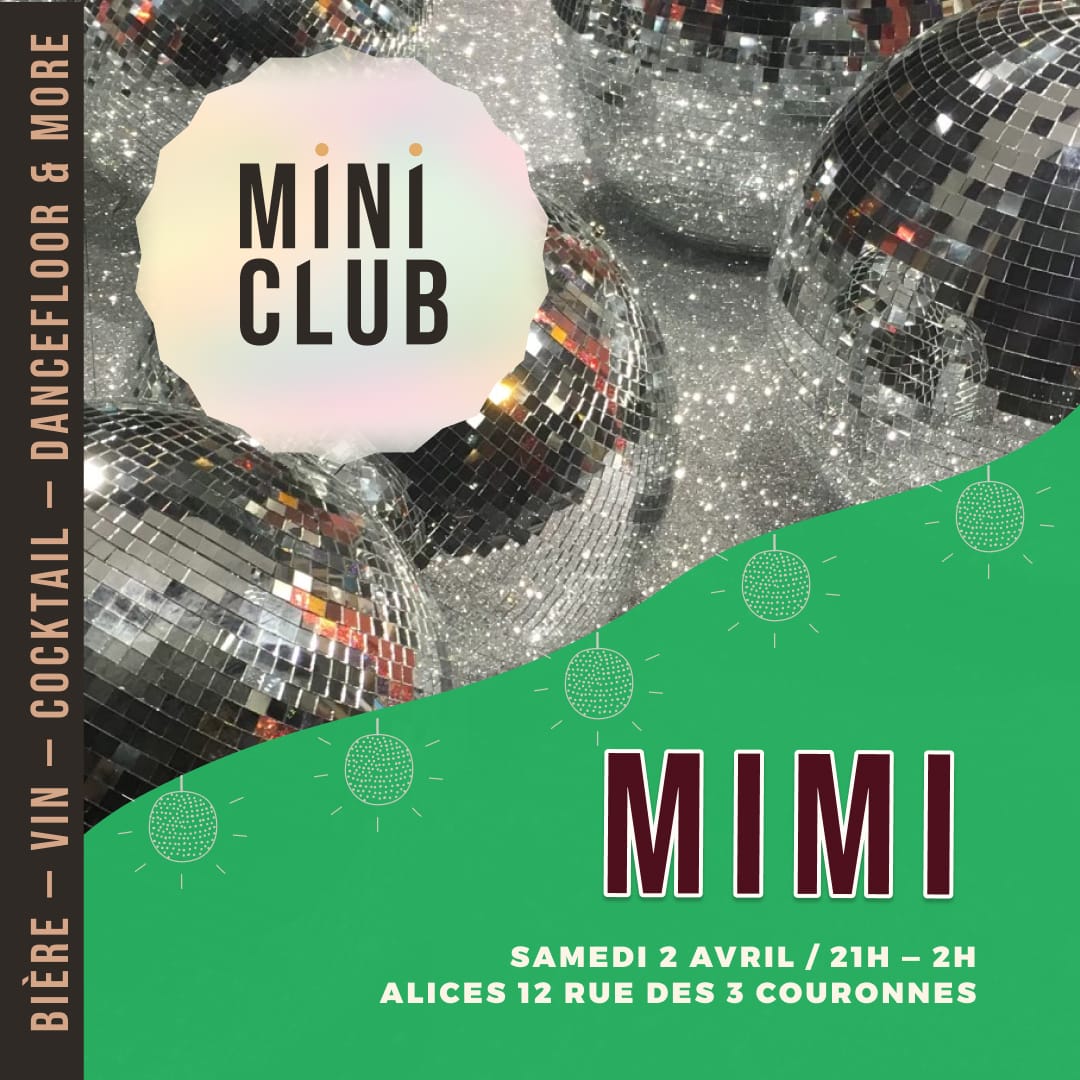 BIÈRE – VIN – COCKTAIL – DANCEFLOOR & MORE
MINI
CLUB
MIMI
SAMEDI 2 AVRIL / 21H – 2H
ALICES 12 RUE DES 3 COURONNES